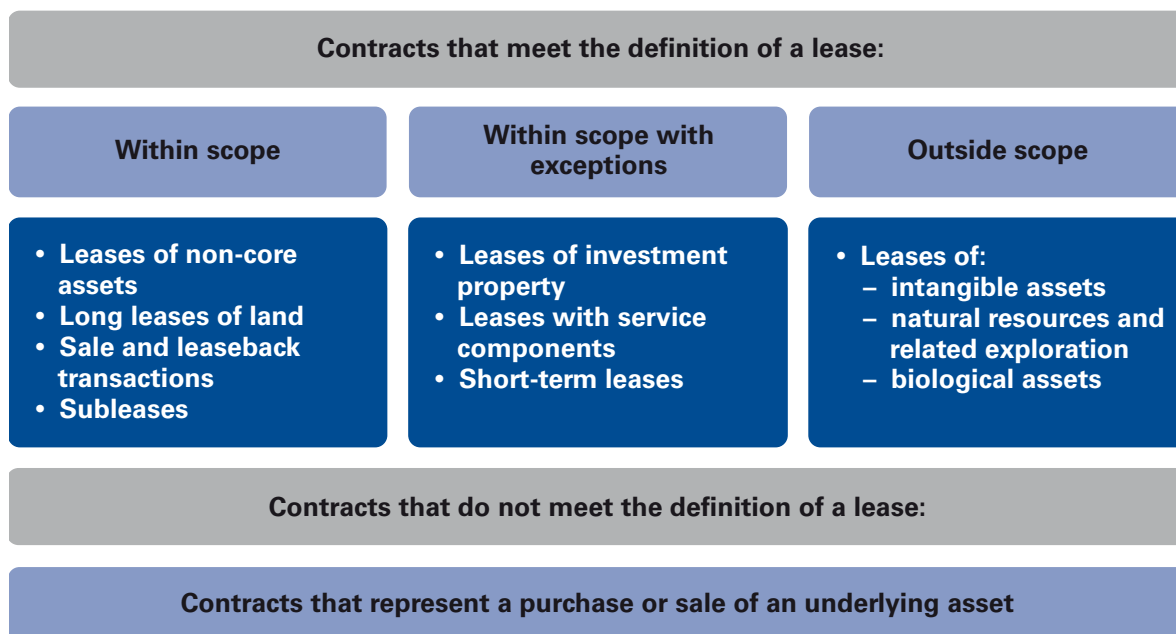 Contracts that meet the definition of a lease:
Within scope
Within scope with
exceptions
Outside scope
• Leases of non-core
assets
• Long leases of land
• Sale and leaseback
transactions
• Subleases
• Leases of investment
property
• Leases with service
components
• Short-term leases
• Leases of:
– intangible assets
– natural resources and
related exploration
– biological assets
Contracts that do not meet the definition of a lease:
Contracts that represent a purchase or sale of an underlying asset